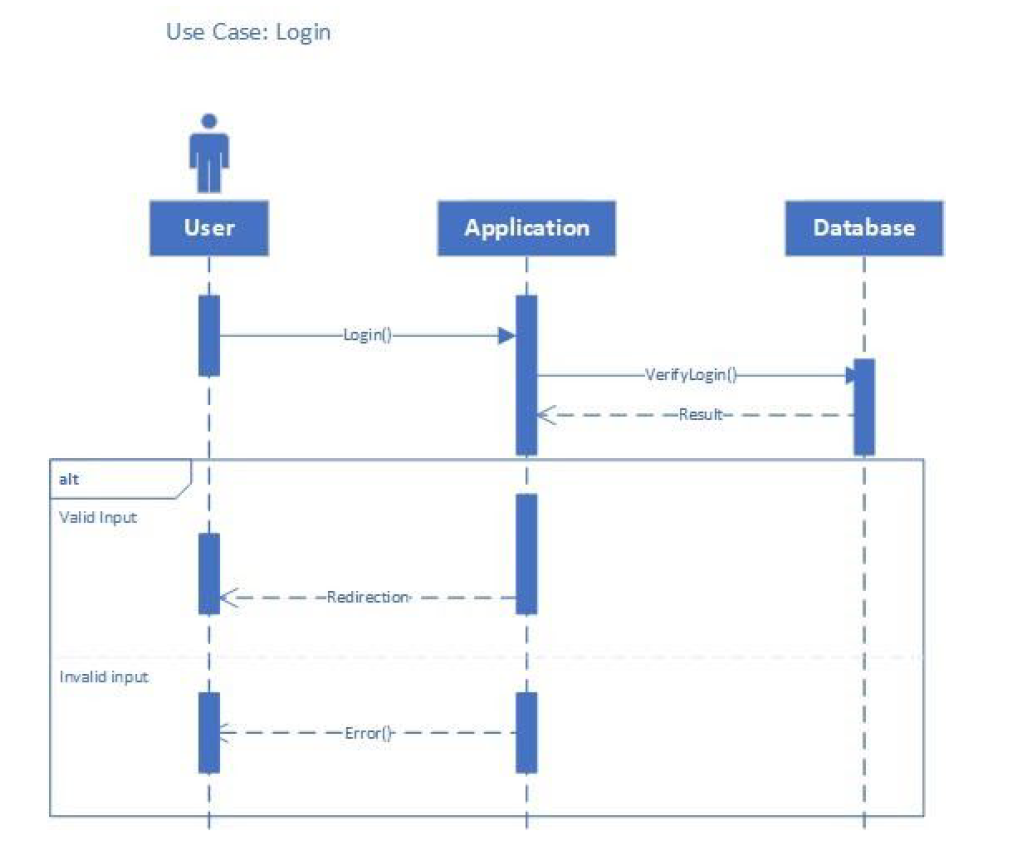 Use Case: Login
User
Application
Database
Login()
VerifyLogin()
Result
alt
Valid Input
Redirection
Invalid input
Error()